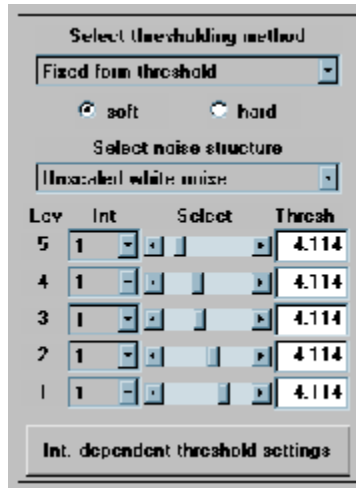 Select thresholding method
Fixed form threshold
soft hard
Select noise structure
Unscaled white noise
Lev Int Select Thresh
5 1 4.114
4 1 4.114
3 1 4.114
2 1 4.114
1 1 4.114
Int. dependent threshold settings